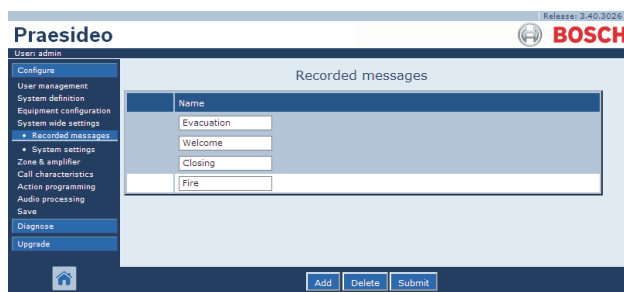 Release: 3.40.3026
Praesideo
BOSCH
User: admin
Configure
User management
System definition
Equipment configuration
System wide settings
• Recorded messages
• System settings
Zone & amplifier
Call characteristics
Action programming
Audio processing
Save
Diagnose
Upgrade
Recorded messages
Name
Evacuation
Welcome
Closing
Fire
Add Delete Submit